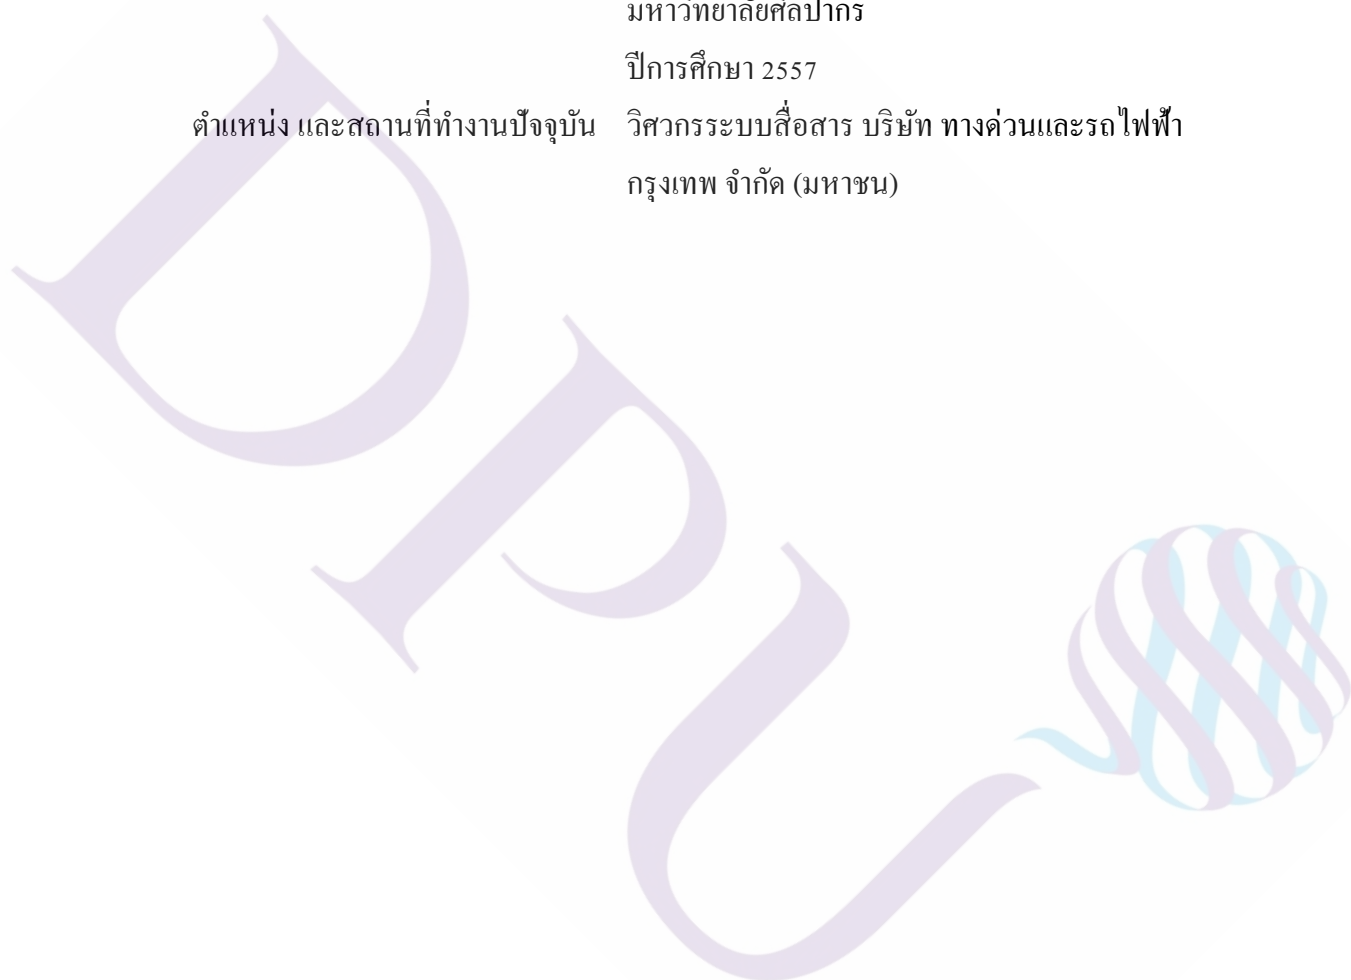 มหาวิทยาลัยศิลปากร
ปีการศึกษา 2557
ตำแหน่ง และสถานที่ทำงานปัจจุบัน วิศวกรระบบสื่อสาร บริษัท ทางด่วนและรถไฟฟ้า
กรุงเทพ จำกัด (มหาชน)
DPU